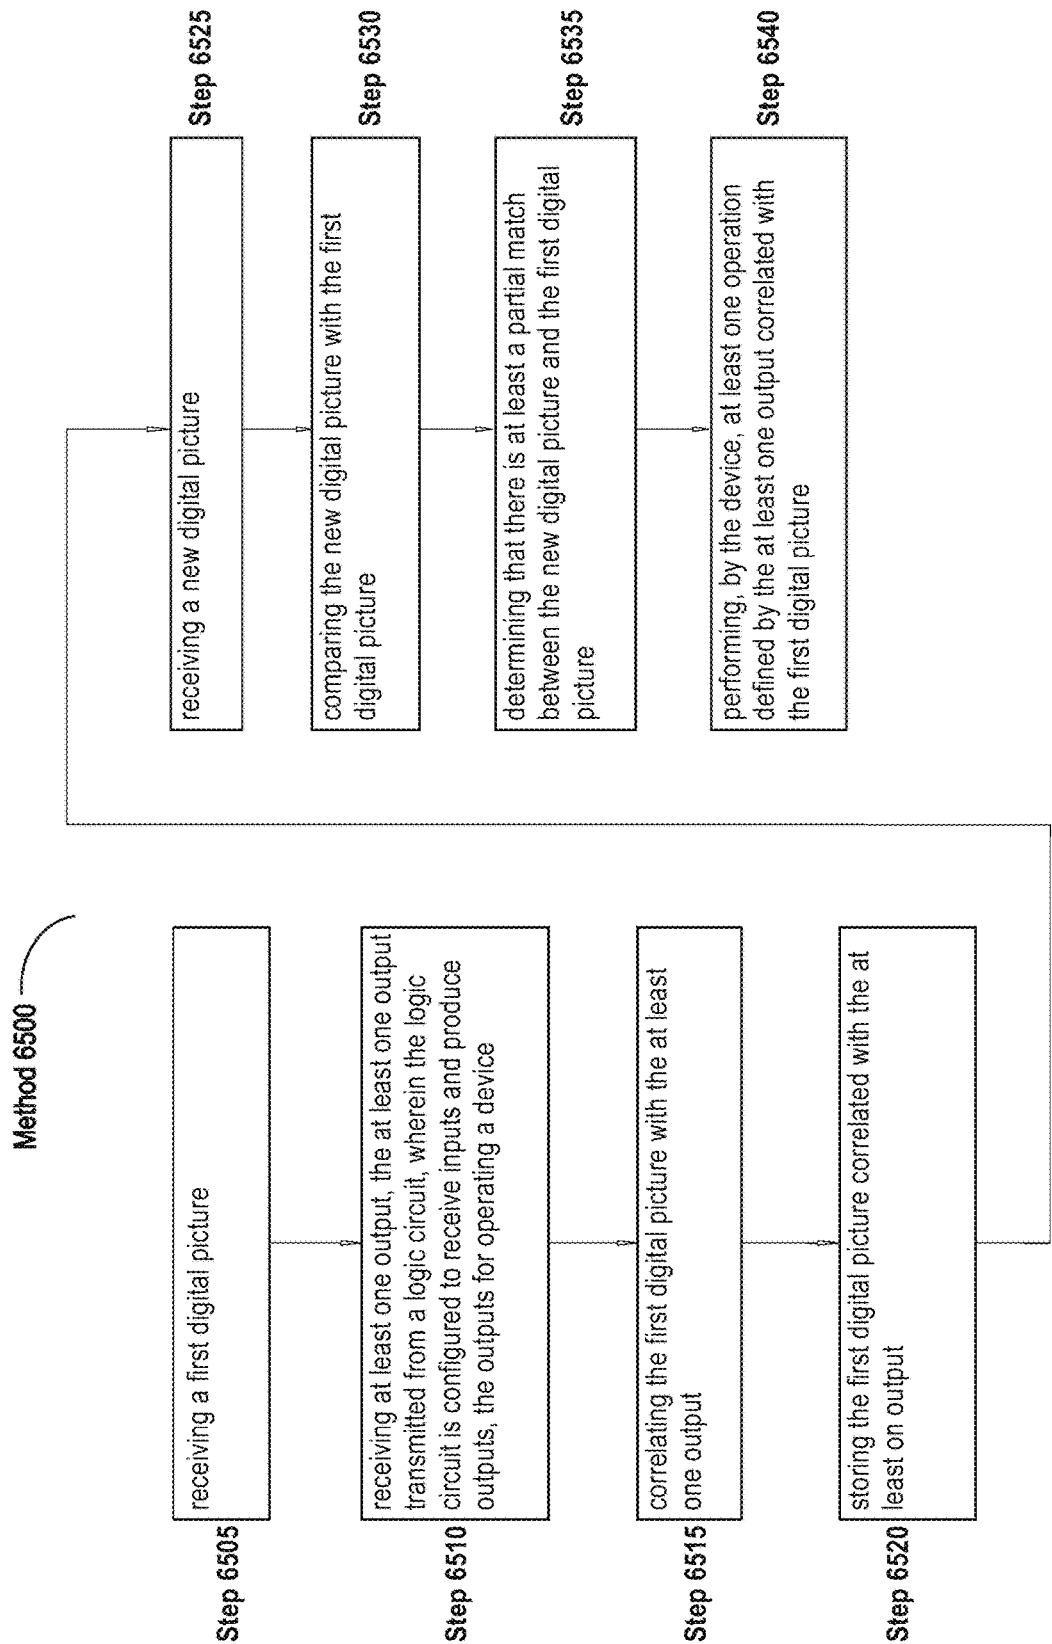 Method 6500
Step 6505
receiving a first digital picture
Step 6510
receiving at least one output, the at least one output
transmitted from a logic circuit, wherein the logic
circuit is configured to receive inputs and produce
outputs, the outputs for operating a device
Step 6515
correlating the first digital picture with the at least
one output
Step 6520
storing the first digital picture correlated with the at
least on output
Step 6525
receiving a new digital picture
Step 6530
comparing the new digital picture with the first
digital picture
Step 6535
determining that there is at least a partial match
between the new digital picture and the first digital
picture
Step 6540
performing, by the device, at least one operation
defined by the at least one output correlated with
the first digital picture